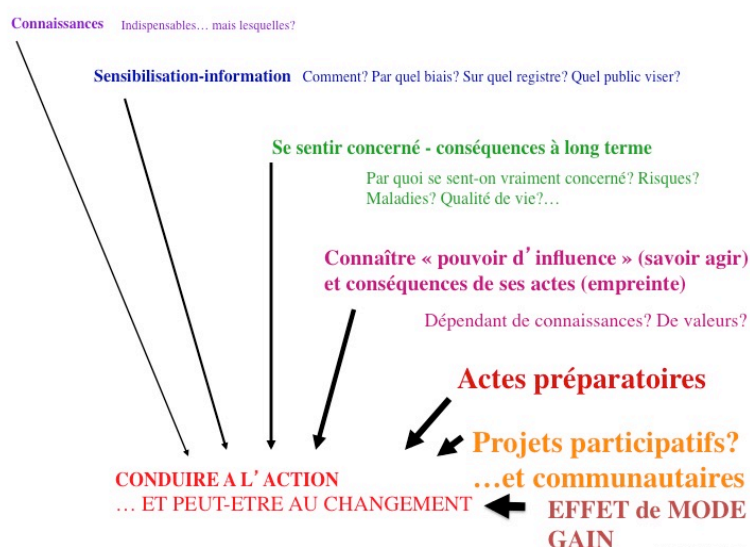 Connaissances Indispensables… mais lesquelles?
Sensibilisation-information Comment? Par quel biais? Sur quel registre? Quel public viser?
Se sentir concerné - conséquences à long terme
Par quoi se sent-on vraiment concerné? Risques?
Maladies? Qualité de vie?…
Connaître « pouvoir d’influence » (savoir agir)
et conséquences de ses actes (empreinte)
Dépendant de connaissances? De valeurs?
Actes préparatoires
Projets participatifs?
…et communautaires
CONDUIRE A L’ACTION
… ET PEUT-ETRE AU CHANGEMENT
EFFET de MODE
GAIN